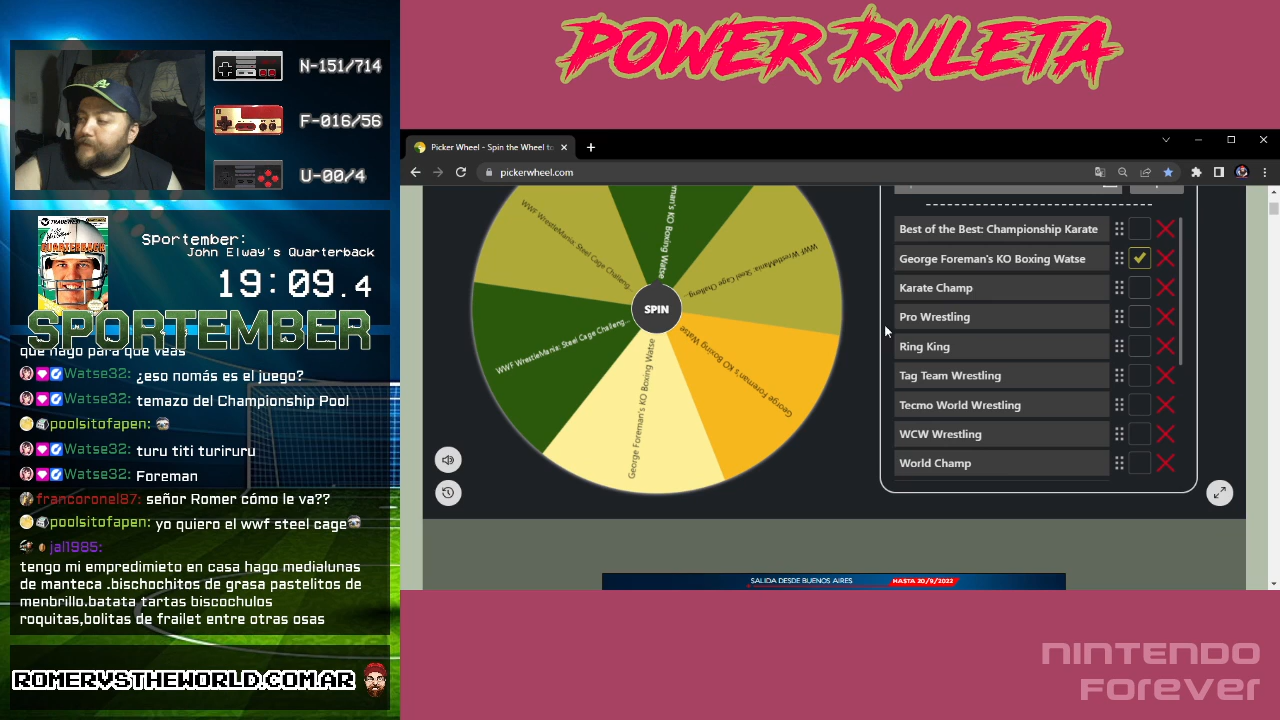 POWER RULETA
N-151/714
F-016/56
U-00/4
TRADEWEST
QUARTERBACK
Sportember:
John Elway's Quarterback
19:09.4
SPORTEMBER
que hago para que veas
Watse32: ¿eso nomás es el juego?
Watse32: temazo del Championship Pool
poolsitofapen:
Watse32: turu titi turiruru
Watse32: Foreman
francoronel87: señor Romer cómo le va??
poolsitofapen: yo quiero el wwf steel cage
jal1985:
tengo mi empredimieto en casa hago medialunas
de manteca .bischochitos de grasa pastelitos de
menbrillo.batata tartas biscochulos
roquitas,bolitas de frailet entre otras osas
ROMERVSTHEWORLD.COM.AR
Picker Wheel - Spin the Wheel to
pickerwheel.com
WWF WrestleMania: Steel Cage Challeng...
man's KO Boxing Watse
WWF WrestleMania: Steel Cage Challeng...
WWF WrestleMania: Steel Cage Challeng...
George Foreman's KO Boxing Watse
George Foreman's KO Boxing Watse
SPIN
Best of the Best: Championship Karate
George Foreman's KO Boxing Watse
Karate Champ
Pro Wrestling
Ring King
Tag Team Wrestling
Tecmo World Wrestling
WCW Wrestling
World Champ
SALIDA DESDE BUENOS AIRES
HASTA 20/9/2022
NINTENDO
Forever